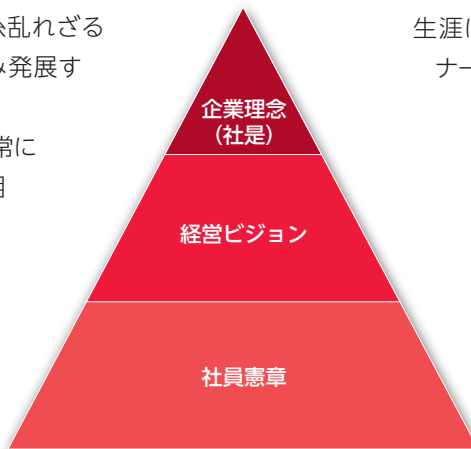 乱れざる
み発展す
常に
生涯に
ナー
企業理念
（社是）
経営ビジョン
社員憲章